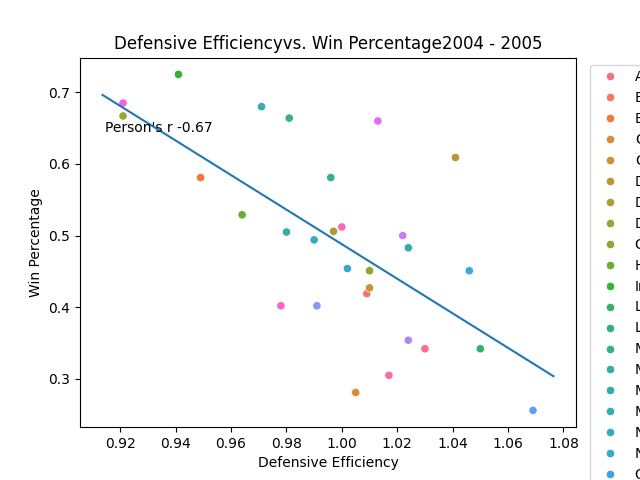 Defensive Efficiencyvs. Win Percentage2004 - 2005
Person's r -0.67
Win Percentage
0.7
0.6
0.5
0.4
0.3
0.92 0.94 0.96 0.98 1.00 1.02 1.04 1.06 1.08
Defensive Efficiency